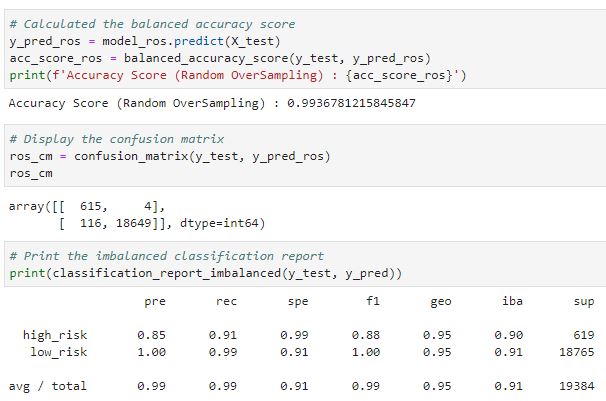 # Calculated the balanced accuracy score
y_pred_ros = model_ros.predict(X_test)
acc_score_ros = balanced_accuracy_score(y_test, y_pred_ros)
print(f'Accuracy Score (Random OverSampling) : {acc_score_ros}')
Accuracy Score (Random OverSampling) : 0.9936781215845847
# Display the confusion matrix
ros_cm = confusion_matrix(y_test, y_pred_ros)
ros_cm
array([[  615,     4],
       [  116, 18649]], dtype=int64)
# Print the imbalanced classification report
print(classification_report_imbalanced(y_test, y_pred))
pre rec spe f1 geo iba sup
high_risk 0.85 0.91 0.99 0.88 0.95 0.90 619
low_risk 1.00 0.99 0.91 1.00 0.95 0.91 18765
avg / total 0.99 0.99 0.91 0.99 0.95 0.91 19384